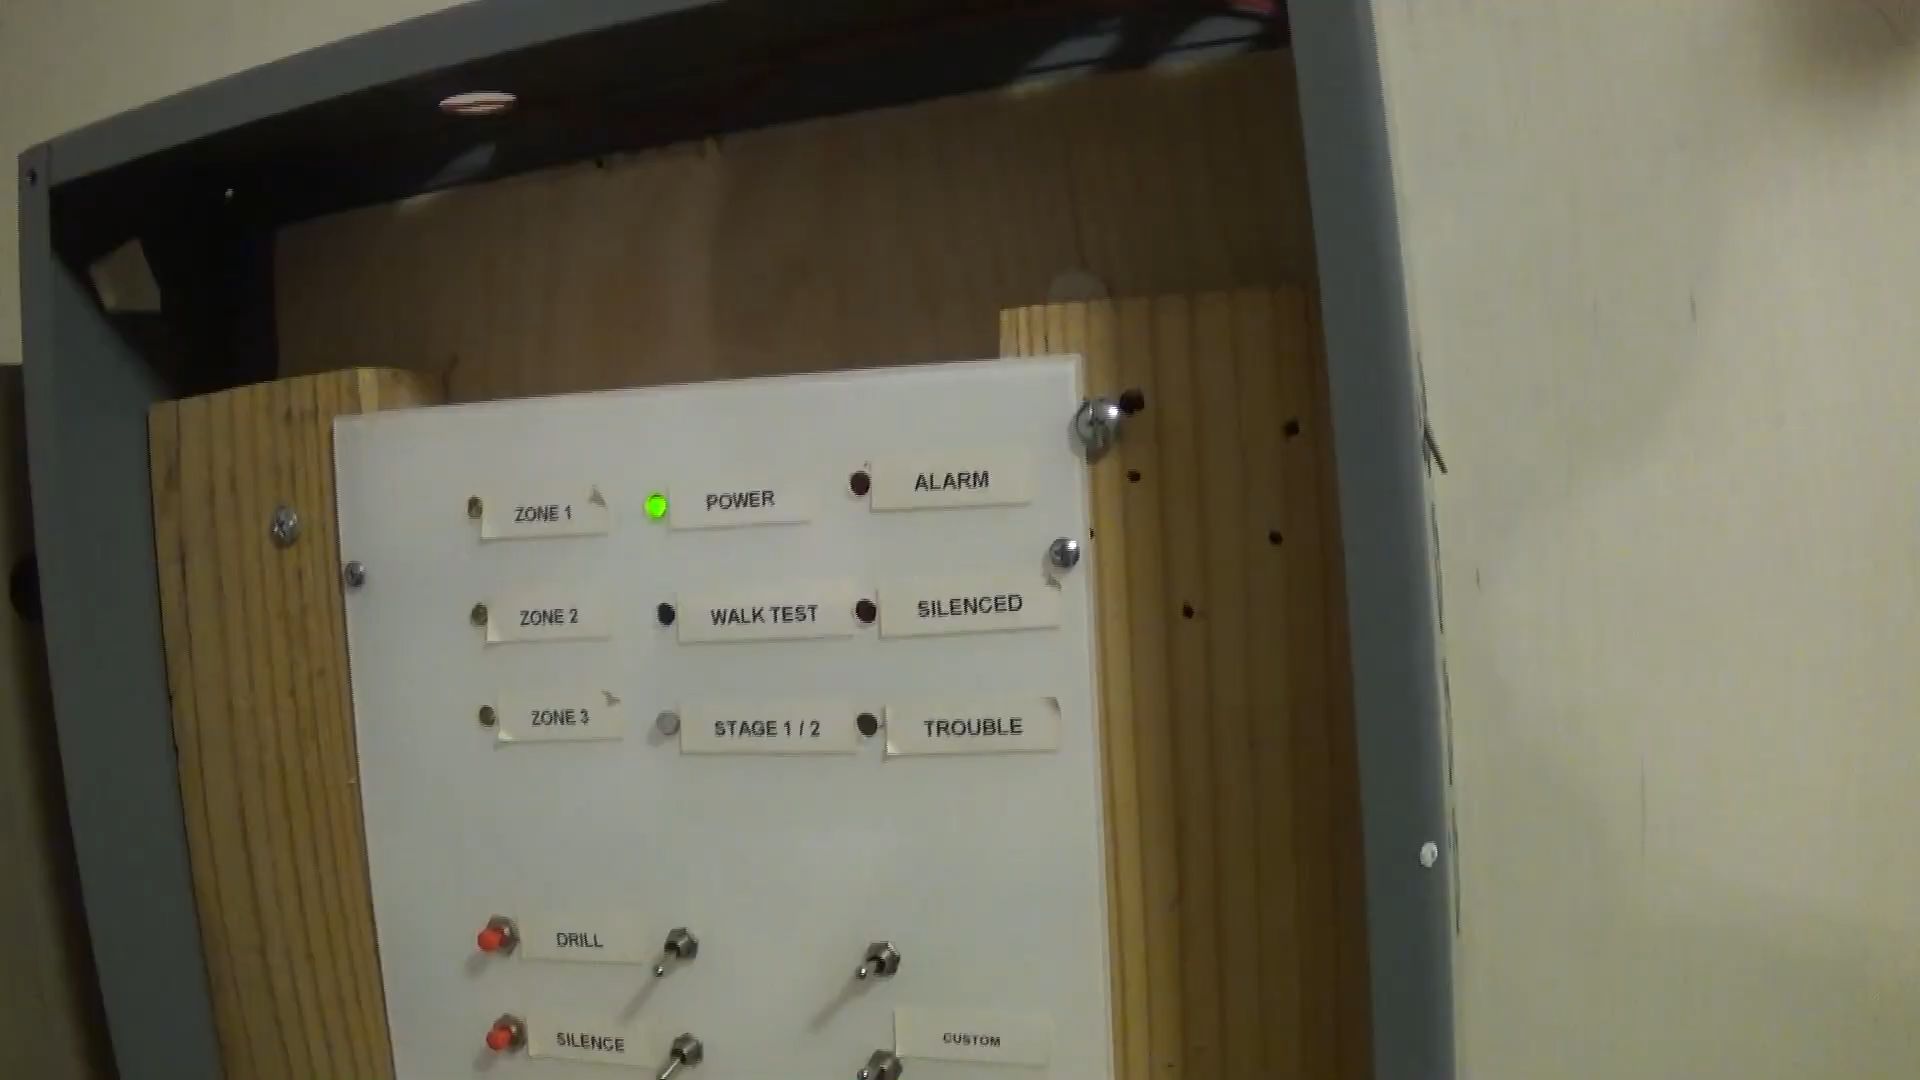 ZONE 1
POWER
ALARM
ZONE 2
WALK TEST
SILENCED
ZONE 3
STAGE 1 / 2
TROUBLE
DRILL
SILENCE
CUSTOM